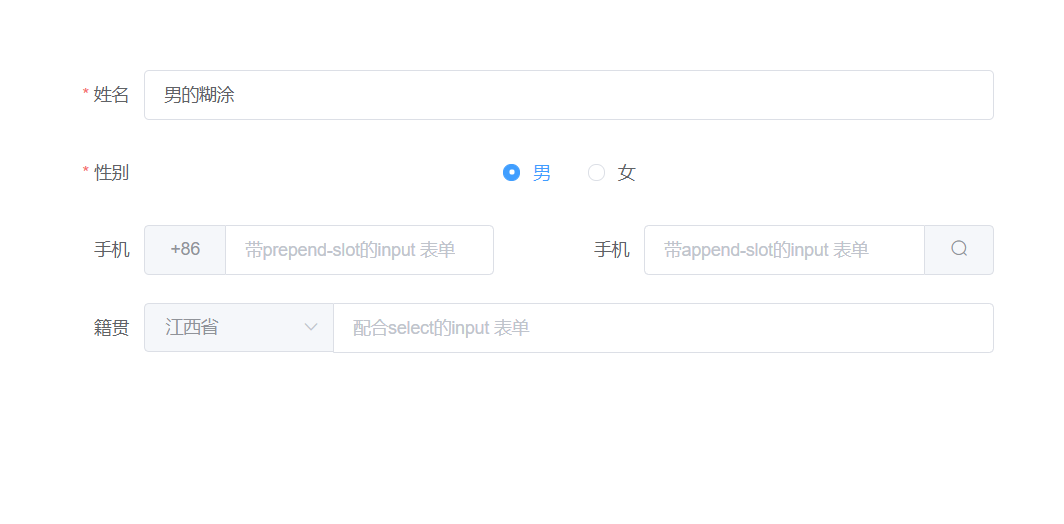 * 姓名 男的糊涂
* 性别 男 女
手机 +86 带prepend-slot的input 表单 手机 带append-slot的input 表单
籍贯 江西省 配合select的input 表单